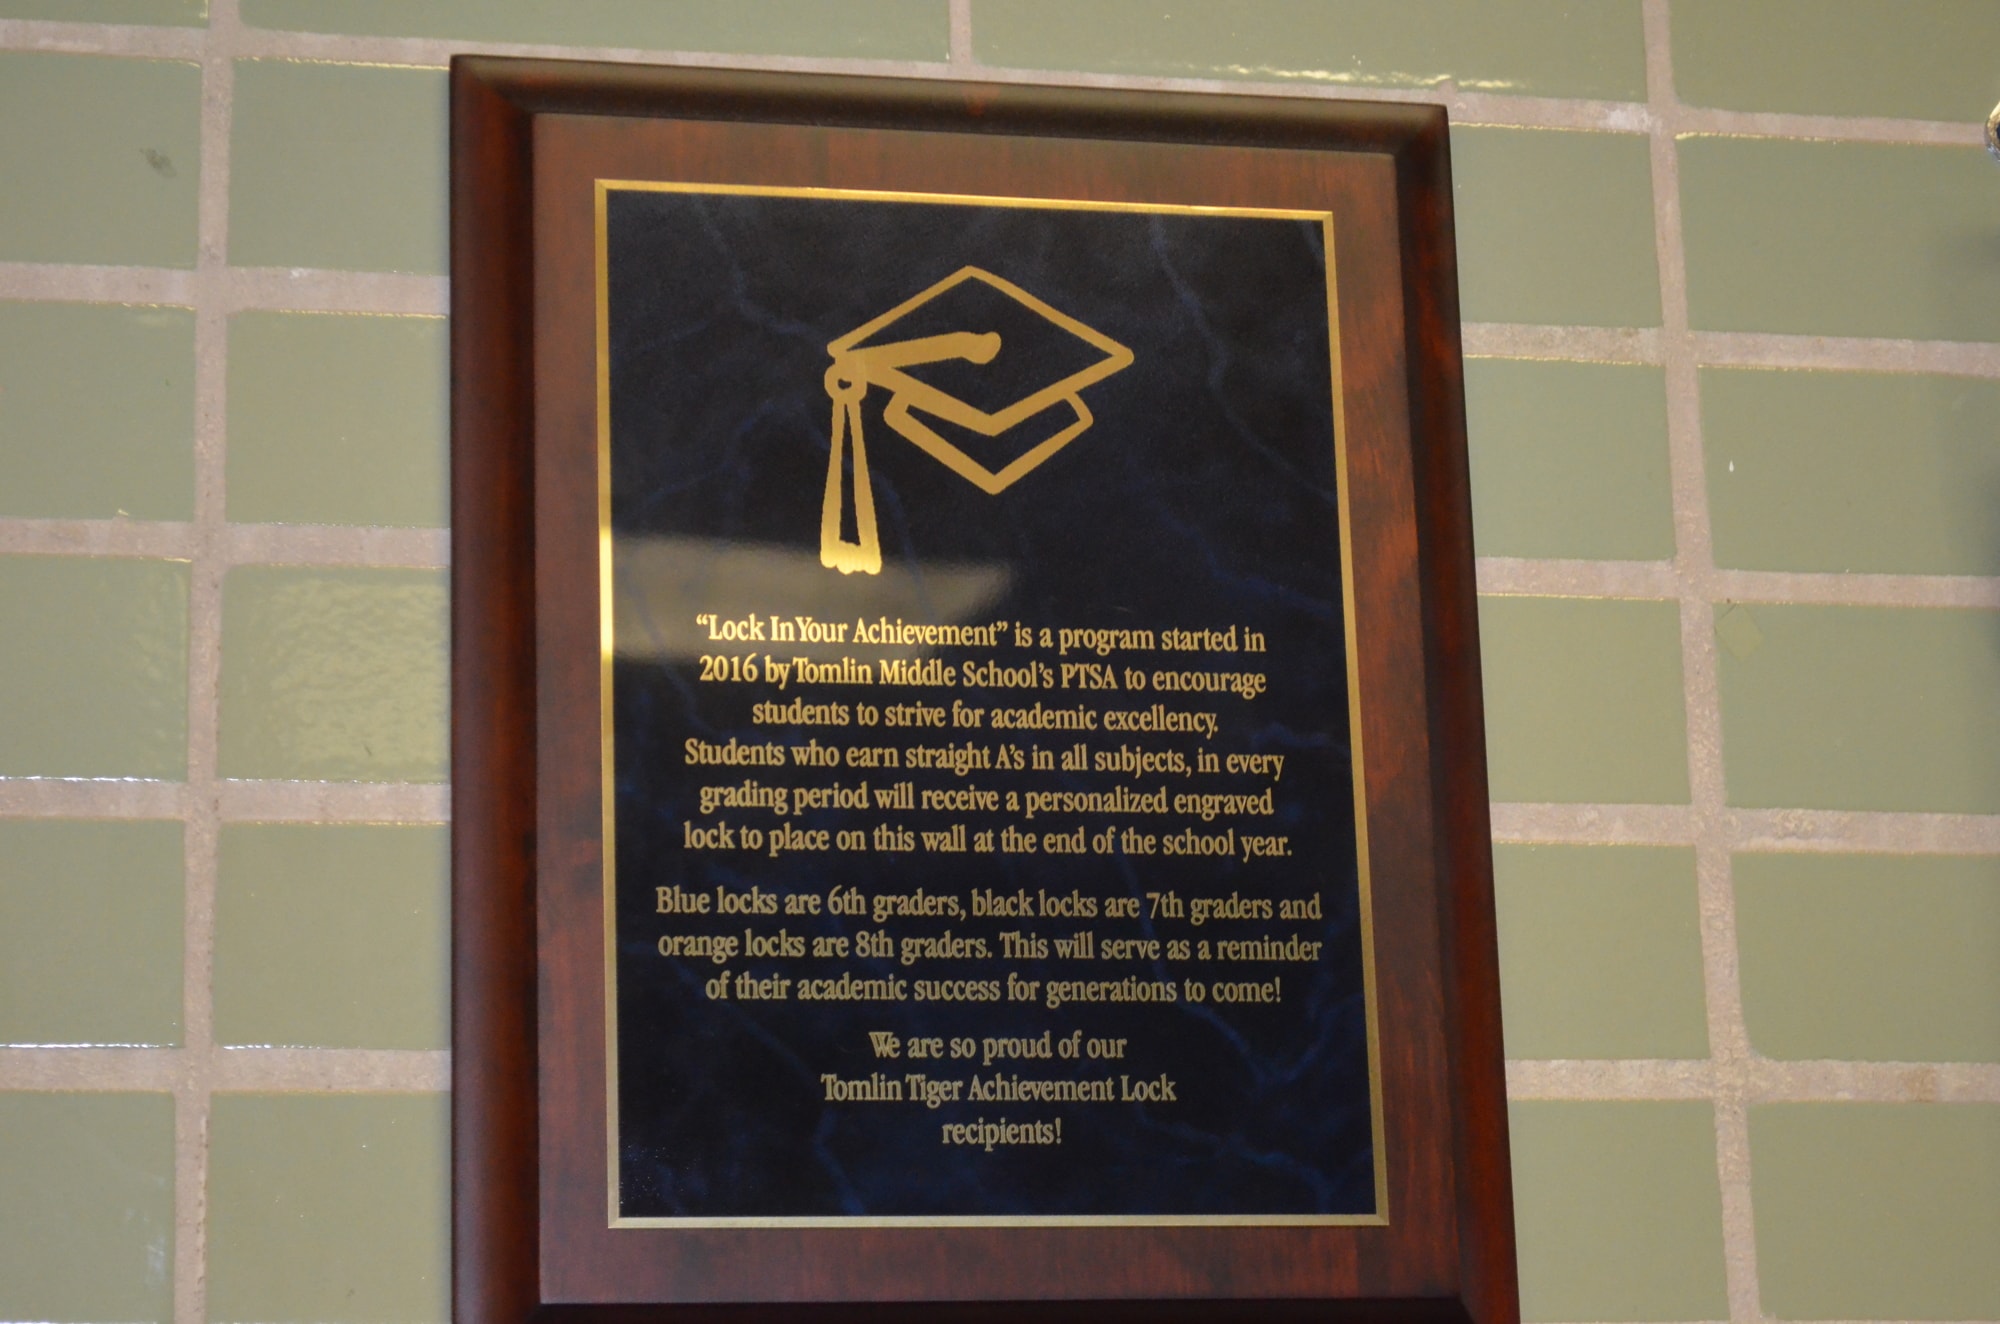 “Lock In Your Achievement” is a program started in
2016 by Tomlin Middle School’s PTSA to encourage
students to strive for academic excellency.
Students who earn straight A’s in all subjects, in every
grading period will receive a personalized engraved
lock to place on this wall at the end of the school year.
Blue locks are 6th graders, black locks are 7th graders and
orange locks are 8th graders. This will serve as a reminder
of their academic success for generations to come!
We are so proud of our
Tomlin Tiger Achievement Lock
recipients!